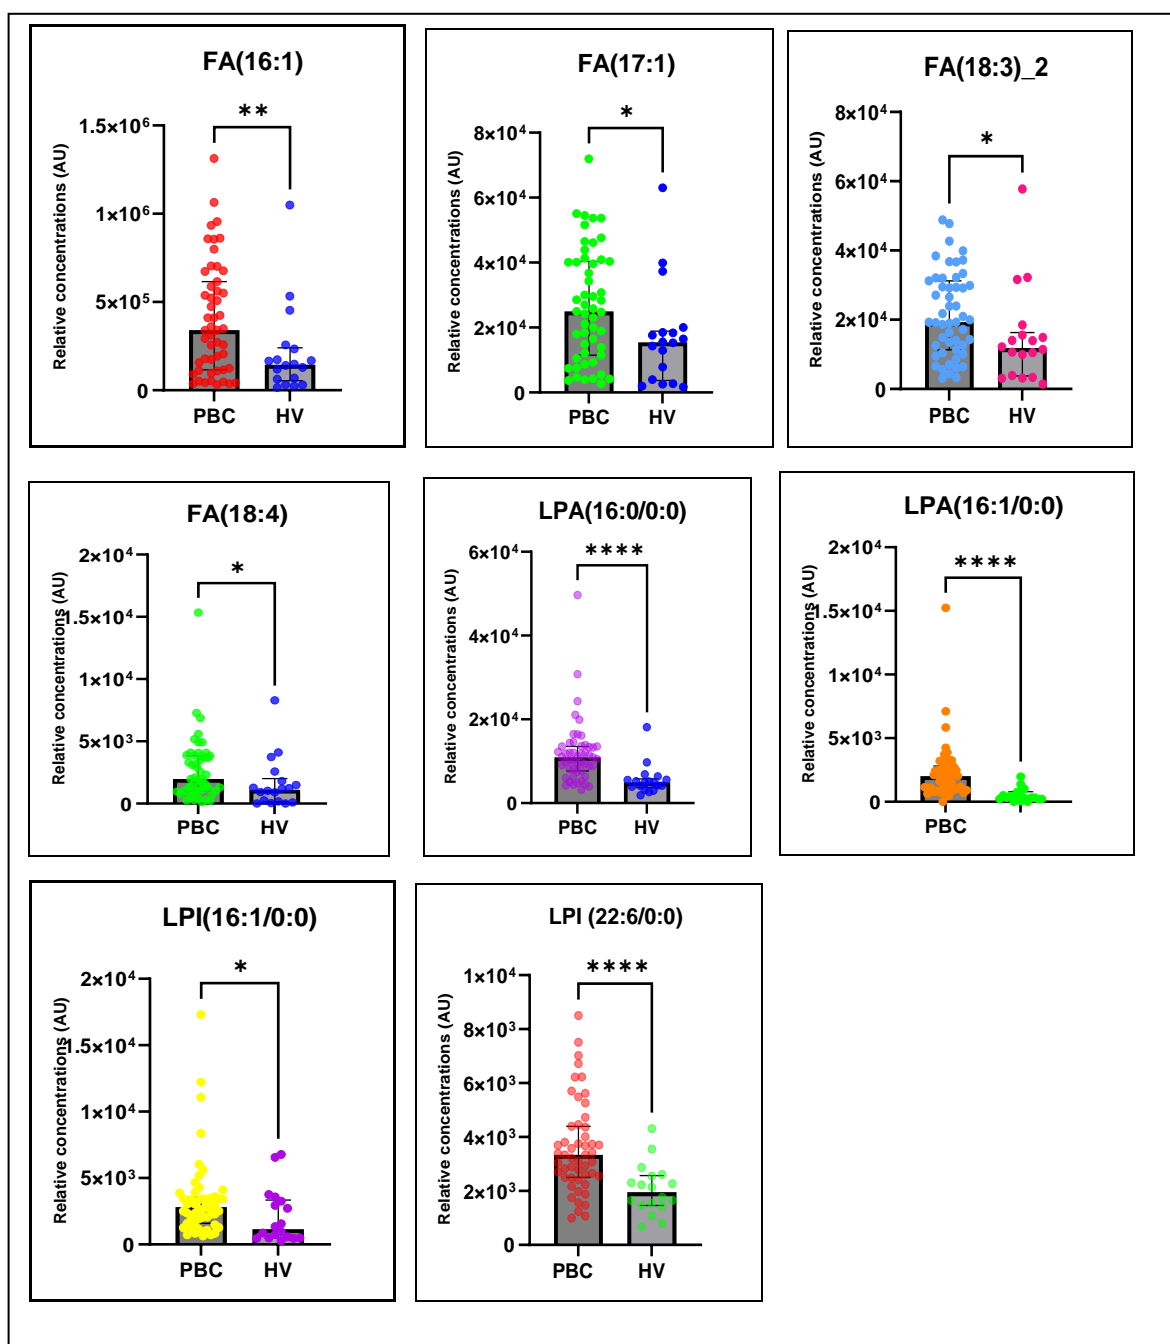 FA(16:1)
**
Relative concentrations (AU)
1.5×10⁶
1×10⁶
5×10⁵
0
PBC HV
FA(17:1)
*
Relative concentrations (AU)
8×10⁴
6×10⁴
4×10⁴
2×10⁴
0
PBC HV
FA(18:3)_2
*
Relative concentrations (AU)
8×10⁴
6×10⁴
4×10⁴
2×10⁴
0
PBC HV
FA(18:4)
*
Relative concentrations (AU)
2×10⁴
1.5×10⁴
1×10⁴
5×10³
0
PBC HV
LPA(16:0/0:0)
****
Relative concentrations (AU)
6×10⁴
4×10⁴
2×10⁴
0
PBC HV
LPA(16:1/0:0)
****
Relative concentrations (AU)
2×10⁴
1.5×10⁴
1×10⁴
5×10³
0
PBC
LPI(16:1/0:0)
*
Relative concentrations (AU)
2×10⁴
1.5×10⁴
1×10⁴
5×10³
0
PBC HV
LPI (22:6/0:0)
****
Relative concentrations (AU)
1×10⁴
8×10³
6×10³
4×10³
2×10³
0
PBC HV